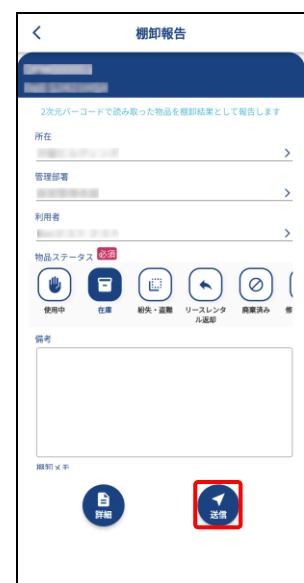 棚卸報告
2次元バーコードで読み取った物品を棚卸結果として報告します
所在
管理部署
利用者
物品ステータス 必須
使用中 在庫 紛失・盗難 リースレンタル返却 廃棄済み
備考
棚卸メモ
詳細 送信